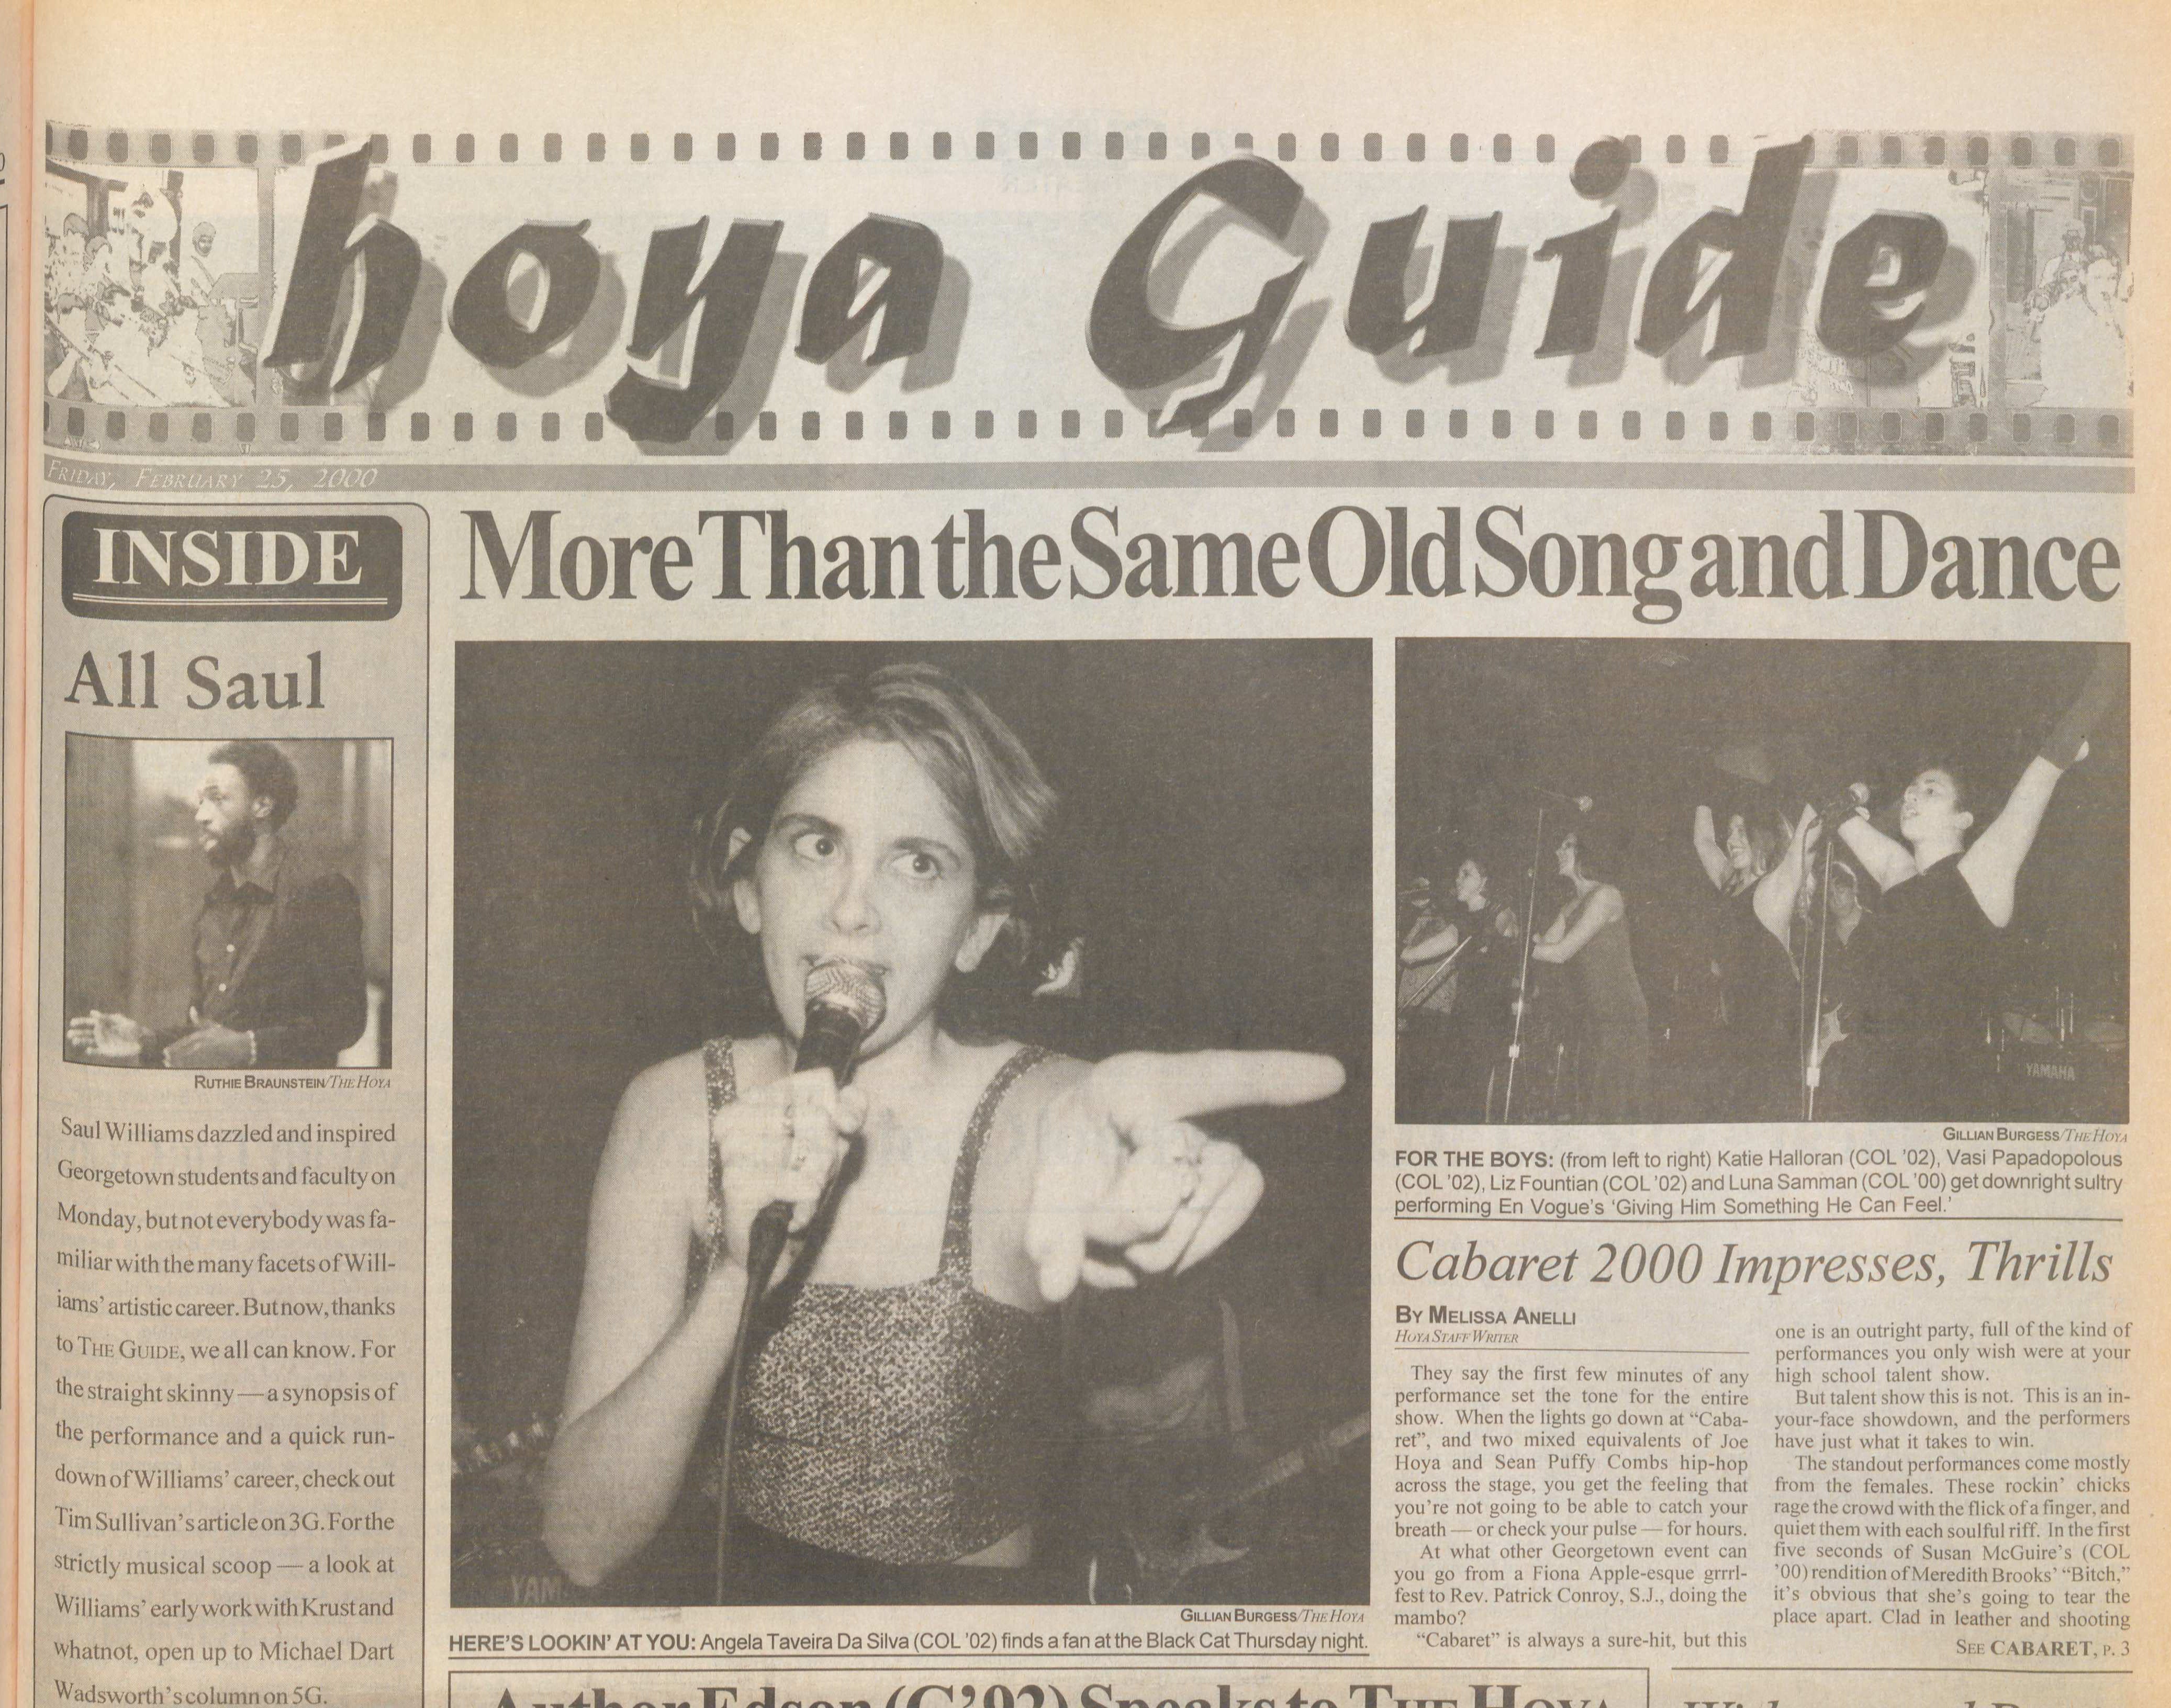 hoya Guide
FRIDAY, FEBRUARY 25, 2000
INSIDE
All Saul
RUTHIE BRAUNSTEIN/THE HOYA
Saul Williams dazzled and inspired
Georgetown students and faculty on
Monday, but not everybody was fa-
miliar with the many facets of Will-
iams' artistic career. But now, thanks
to THE GUIDE, we all can know. For
the straight skinny — a synopsis of
the performance and a quick run-
down of Williams' career, check out
Tim Sullivan's article on 3G. For the
strictly musical scoop — a look at
Williams' early work with Krust and
whatnot, open up to Michael Dart
Wadsworth's column on 5G.
More Than the Same Old Song and Dance
YAM
GILLIAN BURGESS/THE HOYA
HERE'S LOOKIN' AT YOU: Angela Taveira Da Silva (COL '02) finds a fan at the Black Cat Thursday night.
YAMAHA
GILLIAN BURGESS/THE HOYA
FOR THE BOYS: (from left to right) Katie Halloran (COL '02), Vasi Papadopolous
(COL '02), Liz Fountian (COL '02) and Luna Samman (COL '00) get downright sultry
performing En Vogue's 'Giving Him Something He Can Feel.'
Cabaret 2000 Impresses, Thrills
BY MELISSA ANELLI
HOYA STAFF WRITER
They say the first few minutes of any
performance set the tone for the entire
show. When the lights go down at “Caba-
ret”, and two mixed equivalents of Joe
Hoya and Sean Puffy Combs hip-hop
across the stage, you get the feeling that
you're not going to be able to catch your
breath — or check your pulse — for hours.
At what other Georgetown event can
you go from a Fiona Apple-esque grrrl-
fest to Rev. Patrick Conroy, S.J., doing the
mambo?
“Cabaret” is always a sure-hit, but this
one is an outright party, full of the kind of
performances you only wish were at your
high school talent show.
But talent show this is not. This is an in-
your-face showdown, and the performers
have just what it takes to win.
The standout performances come mostly
from the females. These rockin' chicks
rage the crowd with the flick of a finger, and
quiet them with each soulful riff. In the first
five seconds of Susan McGuire's (COL
'00) rendition of Meredith Brooks' “Bitch,”
it's obvious that she's going to tear the
place apart. Clad in leather and shooting
SEE CABARET, P. 3
Author Edson (G'92) Speaks to THE HOYA